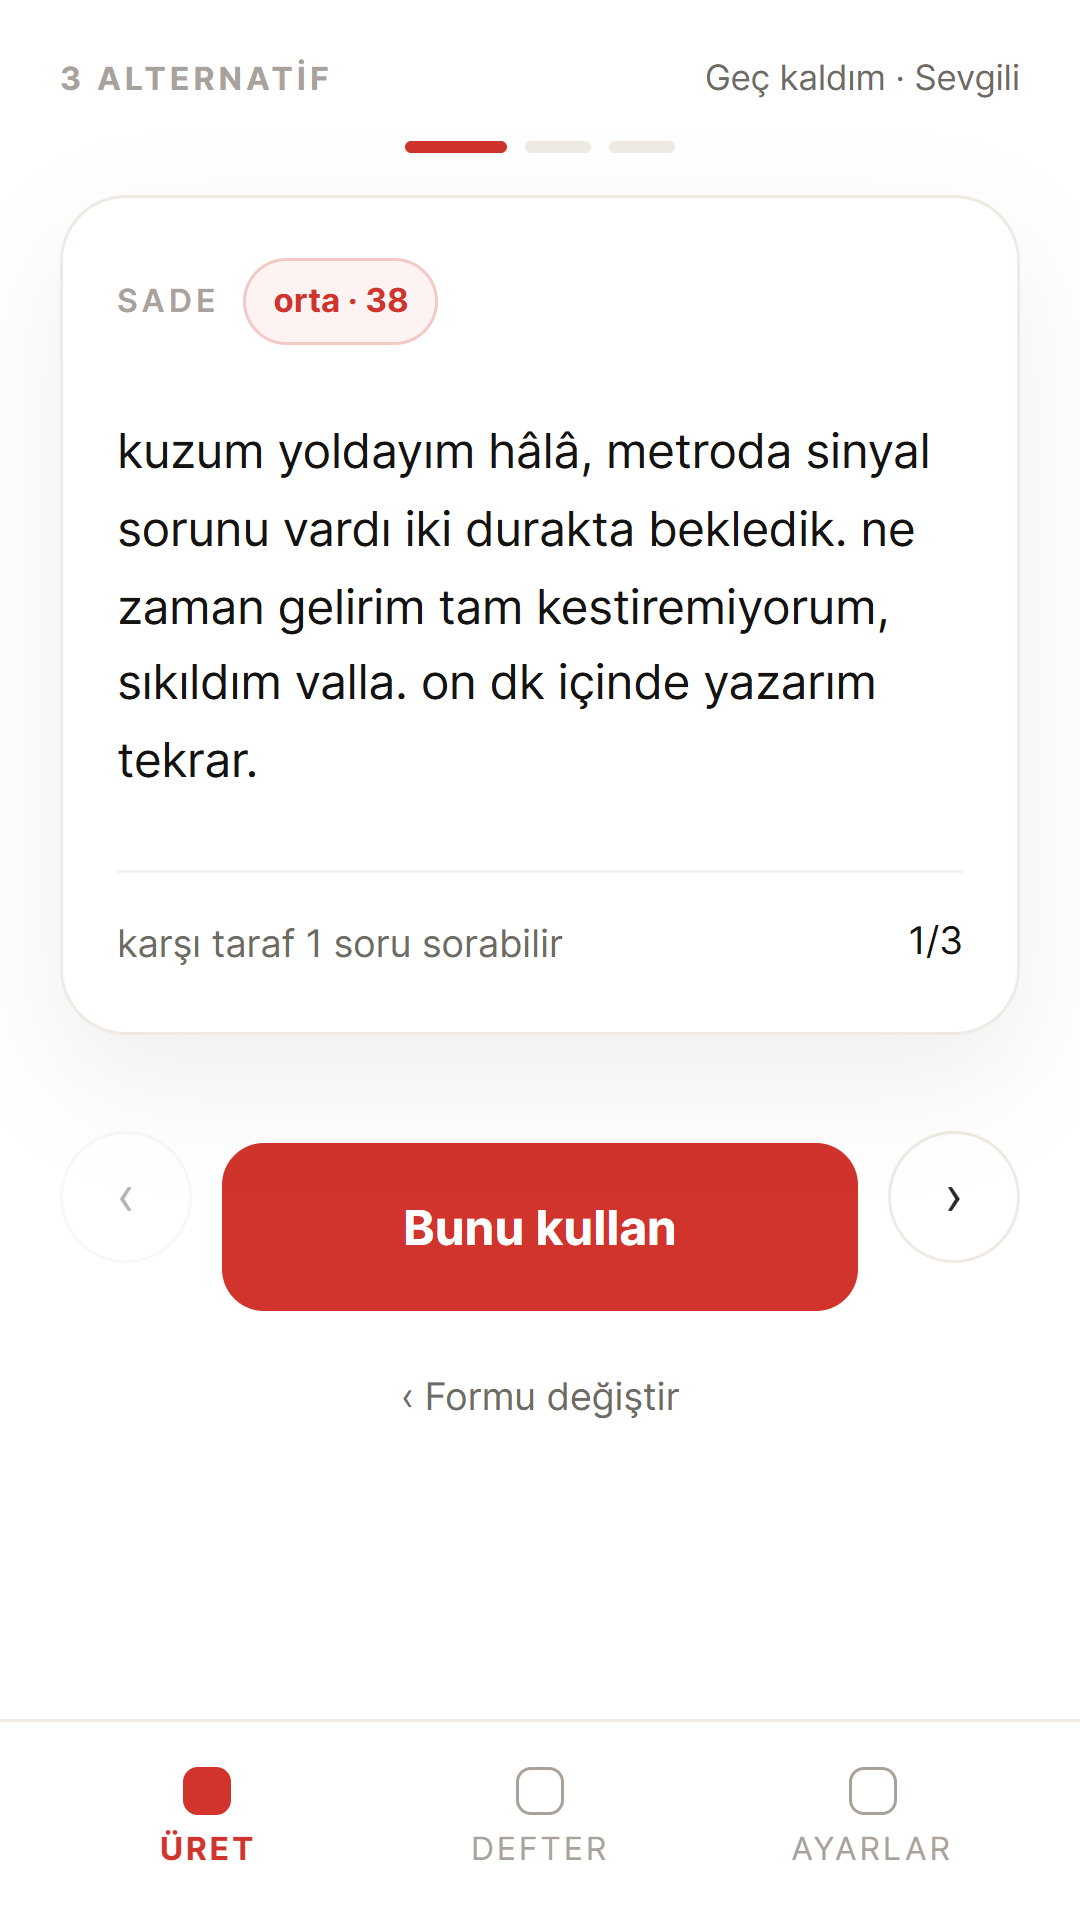 3 ALTERNATİF
Geç kaldım · Sevgili
SADE
orta · 38
kuzum yoldayım hâlâ, metroda sinyal
sorunu vardı iki durakta bekledik. ne
zaman gelirim tam kestiremiyorum,
sıkıldım valla. on dk içinde yazarım
tekrar.
karşı taraf 1 soru sorabilir
1/3
‹
Bunu kullan
›
‹ Formu değiştir
ÜRET
DEFTER
AYARLAR